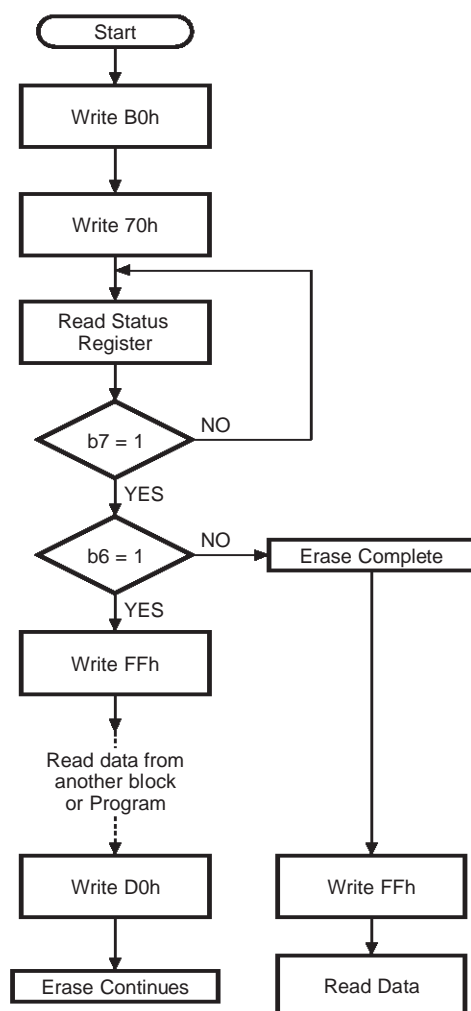 Start
Write B0h
Write 70h
Read Status
Register
b7 = 1
NO
YES
b6 = 1
NO
Erase Complete
YES
Write FFh
Read data from
another block
or Program
Write D0h
Write FFh
Erase Continues
Read Data